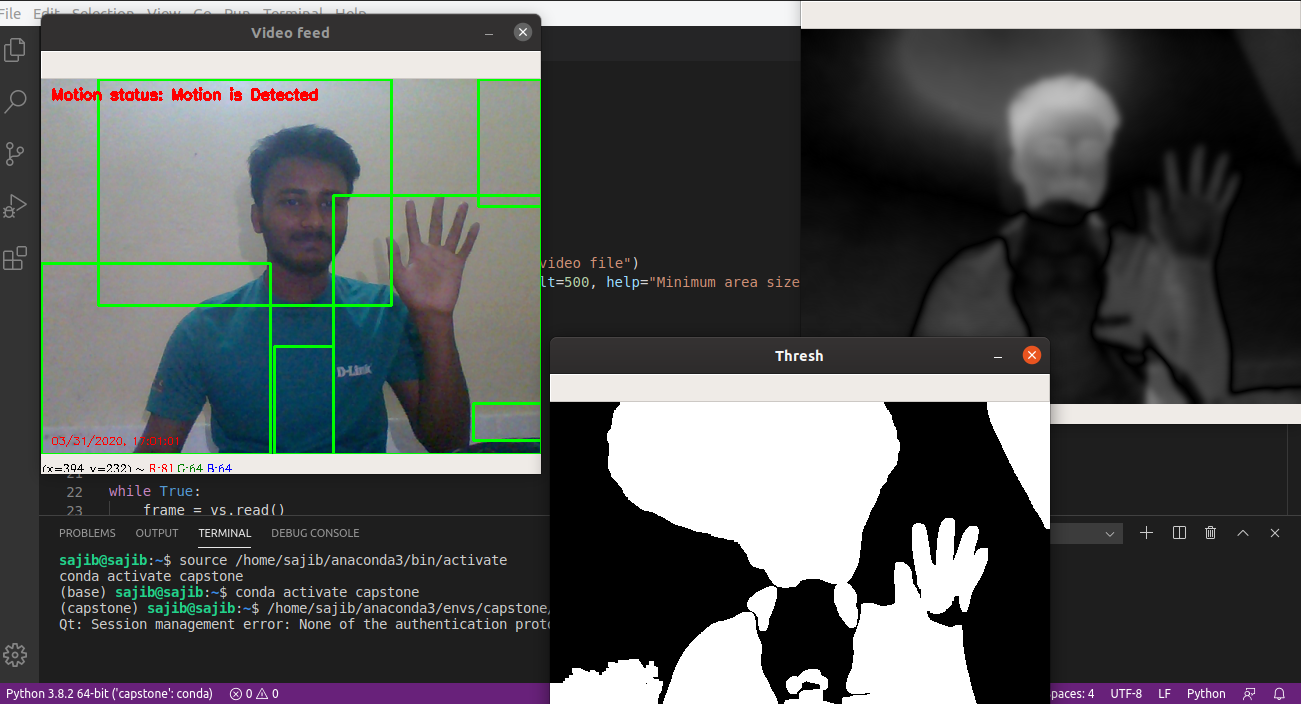 File Edit Selection View Go Run Terminal Help
Video feed
Motion status: Motion is Detected
D-Link
03/31/2020, 17:01:01
(x=394, y=232) ~ R:81 G:64 B:64
video file")
lt=500, help="Minimum area size
Thresh
21
22 while True:
23 frame = vs.read()
PROBLEMS OUTPUT TERMINAL DEBUG CONSOLE
sajib@sajib:~$ source /home/sajib/anaconda3/bin/activate
conda activate capstone
(base) sajib@sajib:~$ conda activate capstone
(capstone) sajib@sajib:~$ /home/sajib/anaconda3/envs/capstone/
Qt: Session management error: None of the authentication proto
Python 3.8.2 64-bit ('capstone': conda) 0 0 paces: 4 UTF-8 LF Python